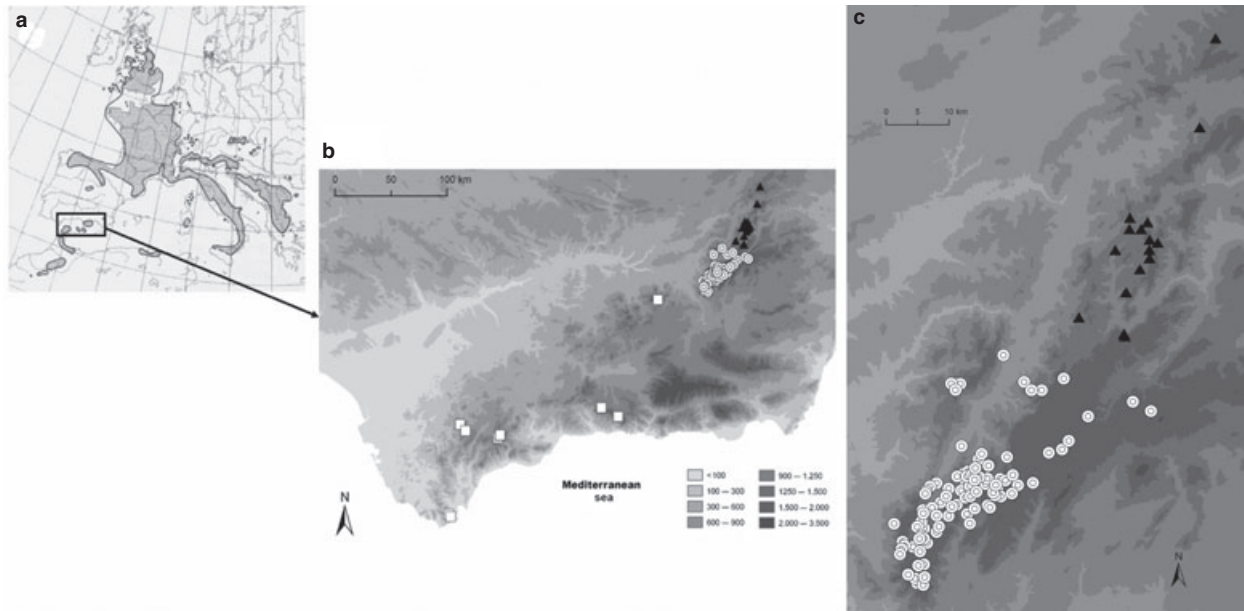 a
b
0 50 100 km
Mediterranean
sea
N
<100
100 — 300
300 — 600
600 — 900
900 — 1.250
1250 — 1.500
1.500 — 2.000
2.000 — 3.500
c
0 5 10 km
N